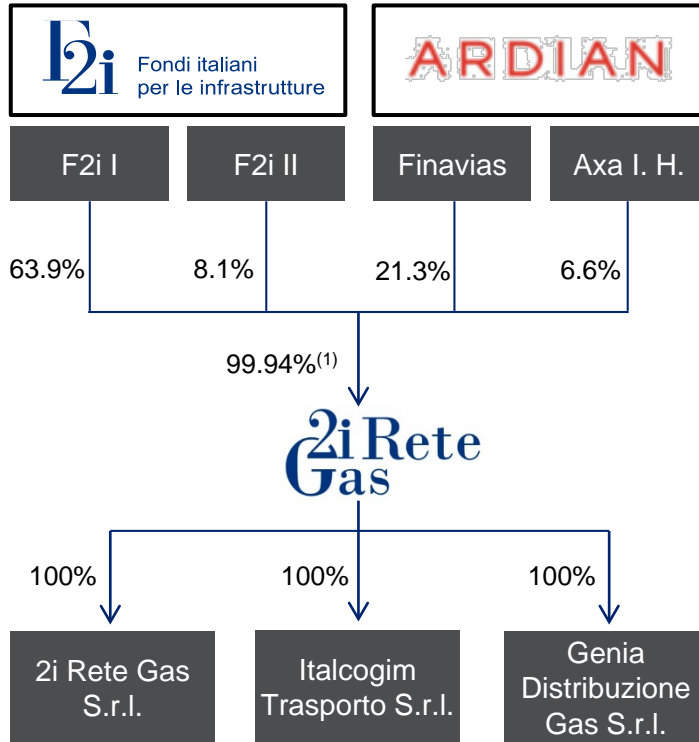 F2i
Fondi italiani
per le infrastrutture
ARDIAN
F2i I
F2i II
Finavias
Axa I. H.
63.9%
8.1%
21.3%
6.6%
99.94%(1)
2i Rete
Gas
100%
100%
100%
2i Rete Gas
S.r.l.
Italcogim
Trasporto S.r.l.
Genia
Distribuzione
Gas S.r.l.